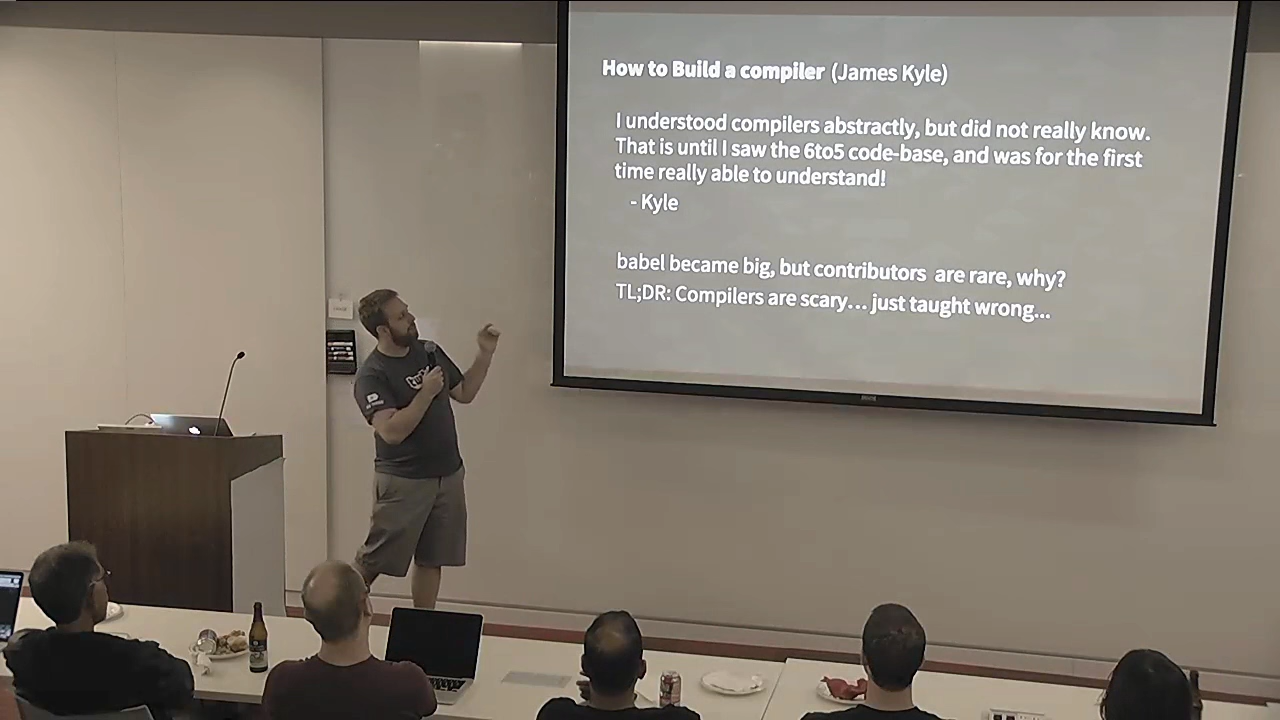 How to Build a compiler (James Kyle)
I understood compilers abstractly, but did not really know.
That is until I saw the 6to5 code-base, and was for the first
time really able to understand!
- Kyle
babel became big, but contributors are rare, why?
TL;DR: Compilers are scary... just taught wrong...